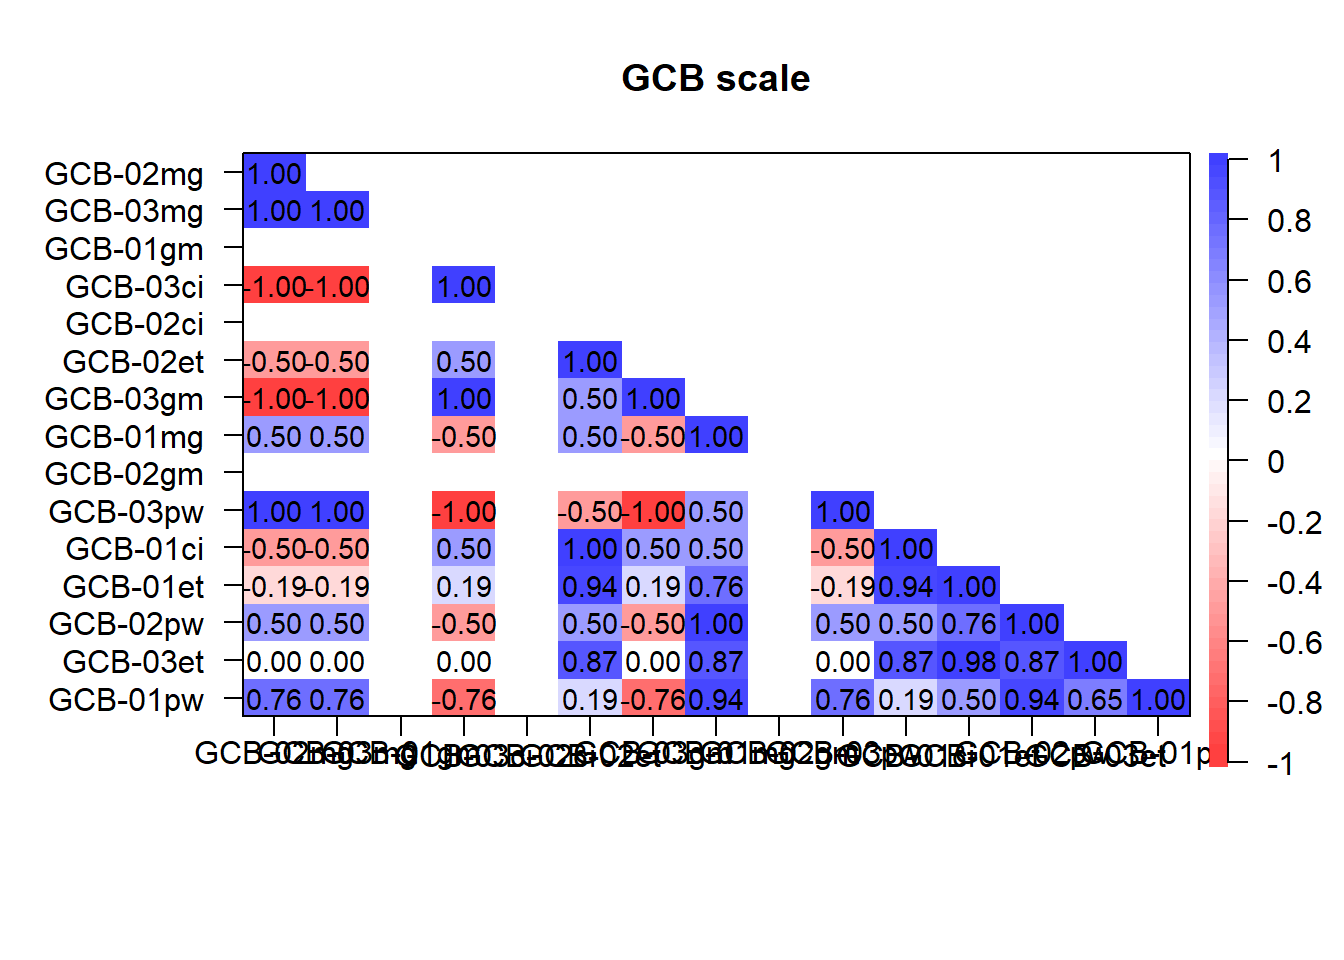 GCB scale
GCB-02mg 1.00
GCB-03mg 1.00 1.00
GCB-01gm
GCB-03ci -1.00 -1.00 1.00
GCB-02ci
GCB-02et -0.50 -0.50 0.50 1.00
GCB-03gm -1.00 -1.00 1.00 0.50 1.00
GCB-01mg 0.50 0.50 -0.50 0.50 -0.50 1.00
GCB-02gm
GCB-03pw 1.00 1.00 -1.00 -0.50 -1.00 0.50 1.00
GCB-01ci -0.50 -0.50 0.50 1.00 0.50 0.50 -0.50 1.00
GCB-01et -0.19 -0.19 0.19 0.94 0.19 0.76 -0.19 0.94 1.00
GCB-02pw 0.50 0.50 -0.50 0.50 -0.50 1.00 0.50 0.50 0.76 1.00
GCB-03et 0.00 0.00 0.00 0.87 0.00 0.87 0.00 0.87 0.98 0.87 1.00
GCB-01pw 0.76 0.76 -0.76 0.19 -0.76 0.94 0.76 0.19 0.50 0.94 0.65 1.00
1
0.8
0.6
0.4
0.2
0
-0.2
-0.4
-0.6
-0.8
-1